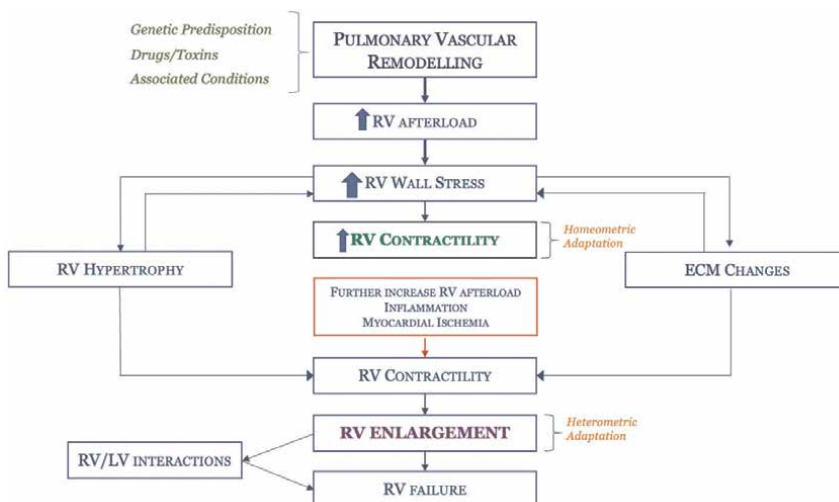 Genetic Predisposition
Drugs/Toxins
Associated Conditions
PULMONARY VASCULAR
REMODELLING
RV AFTERLOAD
RV WALL STRESS
RV CONTRACTILITY
Homeometric
Adaptation
RV HYPERTROPHY
ECM CHANGES
FURTHER INCREASE RV AFTERLOAD
INFLAMMATION
MYOCARDIAL ISCHEMIA
RV CONTRACTILITY
RV ENLARGEMENT
Heterometric
Adaptation
RV/LV INTERACTIONS
RV FAILURE